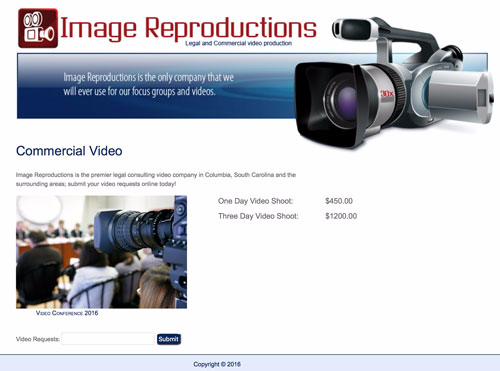 Image Reproductions
Legal and Commercial video production
Image Reproductions is the only company that we
will ever use for our focus groups and videos.
30x
Commercial Video
Image Reproductions is the premier legal consulting video company in Columbia, South Carolina and the
surrounding areas; submit your video requests online today!
One Day Video Shoot: $450.00
Three Day Video Shoot: $1200.00
Video Conference 2016
Video Requests: Submit
Copyright © 2016